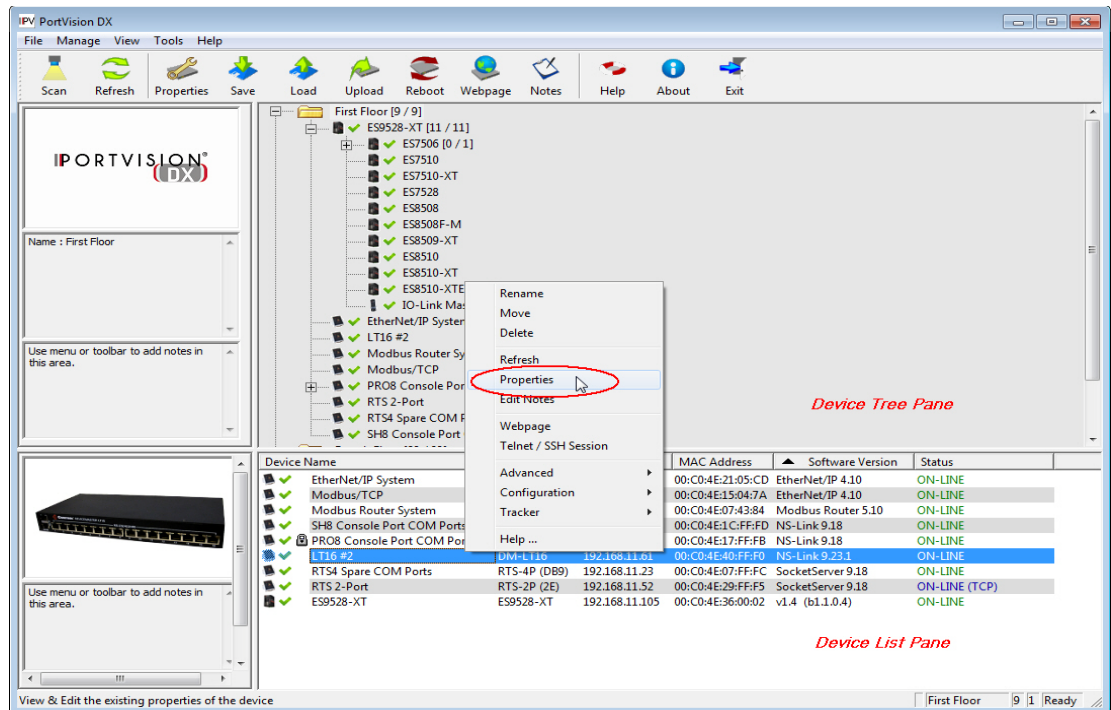 PortVision DX
File Manage View Tools Help
Scan Refresh Properties Save Load Upload Reboot Webpage Notes Help About Exit
PORTVISION®
DX
Name : First Floor
Use menu or toolbar to add notes in
this area.
First Floor [9 / 9]
ES9528-XT [11 / 11]
ES7506 [0 / 1]
ES7510
ES7510-XT
ES7528
ES8508
ES8508F-M
ES8509-XT
ES8510
ES8510-XT
ES8510-XTE
IO-Link Mas
EtherNet/IP System
LT16 #2
Modbus Router Sy
Modbus/TCP
PRO8 Console Por
RTS 2-Port
RTS4 Spare COM P
SH8 Console Port
Rename
Move
Delete
Refresh
Properties
Edit Notes
Webpage
Telnet / SSH Session
Advanced
Configuration
Tracker
Help ...
Device Tree Pane
Use menu or toolbar to add notes in
this area.
Device Name MAC Address Software Version Status
EtherNet/IP System 00:C0:4E:21:05:CD EtherNet/IP 4.10 ON-LINE
Modbus/TCP 00:C0:4E:15:04:7A EtherNet/IP 4.10 ON-LINE
Modbus Router System 00:C0:4E:07:43:84 Modbus Router 5.10 ON-LINE
SH8 Console Port COM Ports 00:C0:4E:1C:FF:FD NS-Link 9.18 ON-LINE
PRO8 Console Port COM Por 00:C0:4E:17:FF:FB NS-Link 9.18 ON-LINE
LT16 #2 DM-LT16 192.168.11.61 00:C0:4E:40:FF:F0 NS-Link 9.23.1 ON-LINE
RTS4 Spare COM Ports RTS-4P (DB9) 192.168.11.23 00:C0:4E:07:FF:FC SocketServer 9.18 ON-LINE
RTS 2-Port RTS-2P (2E) 192.168.11.52 00:C0:4E:29:FF:F5 SocketServer 9.18 ON-LINE (TCP)
ES9528-XT ES9528-XT 192.168.11.105 00:C0:4E:36:00:02 v1.4 (b1.1.0.4) ON-LINE
Device List Pane
View & Edit the existing properties of the device First Floor 9 1 Ready